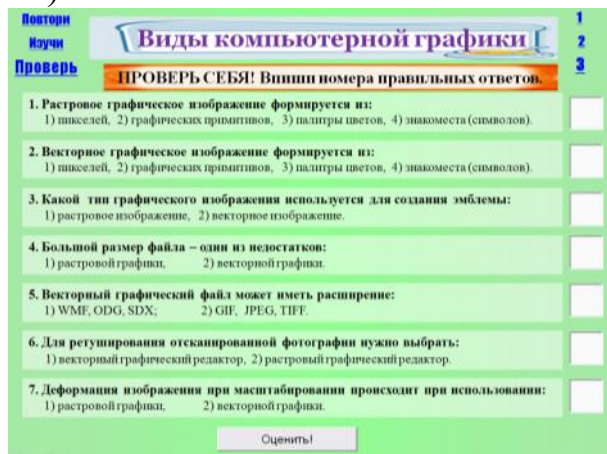 Повтори
Изучи
Проверь
Виды компьютерной графики
1
2
3
ПРОВЕРЬ СЕБЯ! Впиши номера правильных ответов.
1. Растровое графическое изображение формируется из:
1) пикселей, 2) графических примитивов, 3) палитры цветов, 4) знакоместа (символов).
2. Векторное графическое изображение формируется из:
1) пикселей, 2) графических примитивов, 3) палитры цветов, 4) знакоместа (символов).
3. Какой тип графического изображения используется для создания эмблемы:
1) растровое изображение, 2) векторное изображение.
4. Большой размер файла – один из недостатков:
1) растровой графики, 2) векторной графики.
5. Векторный графический файл может иметь расширение:
1) WMF, ODG, SDX; 2) GIF, JPEG, TIFF.
6. Для ретуширования отсканированной фотографии нужно выбрать:
1) векторный графический редактор, 2) растровый графический редактор.
7. Деформация изображения при масштабировании происходит при использовании:
1) растровой графики, 2) векторной графики.
Оценить!